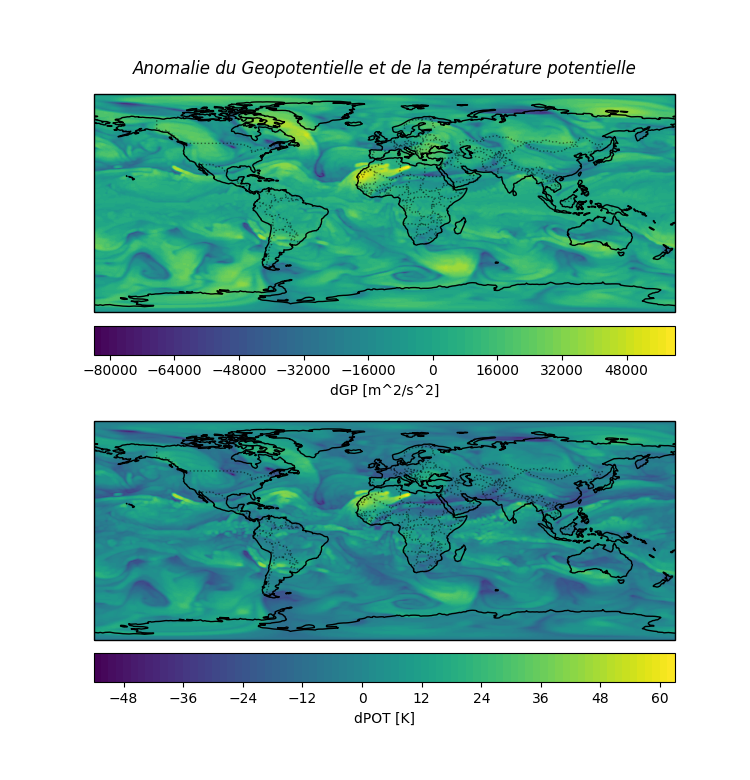 Anomalie du Geopotentielle et de la température potentielle
−80000 −64000 −48000 −32000 −16000 0 16000 32000 48000
dGP [m^2/s^2]
−48 −36 −24 −12 0 12 24 36 48 60
dPOT [K]